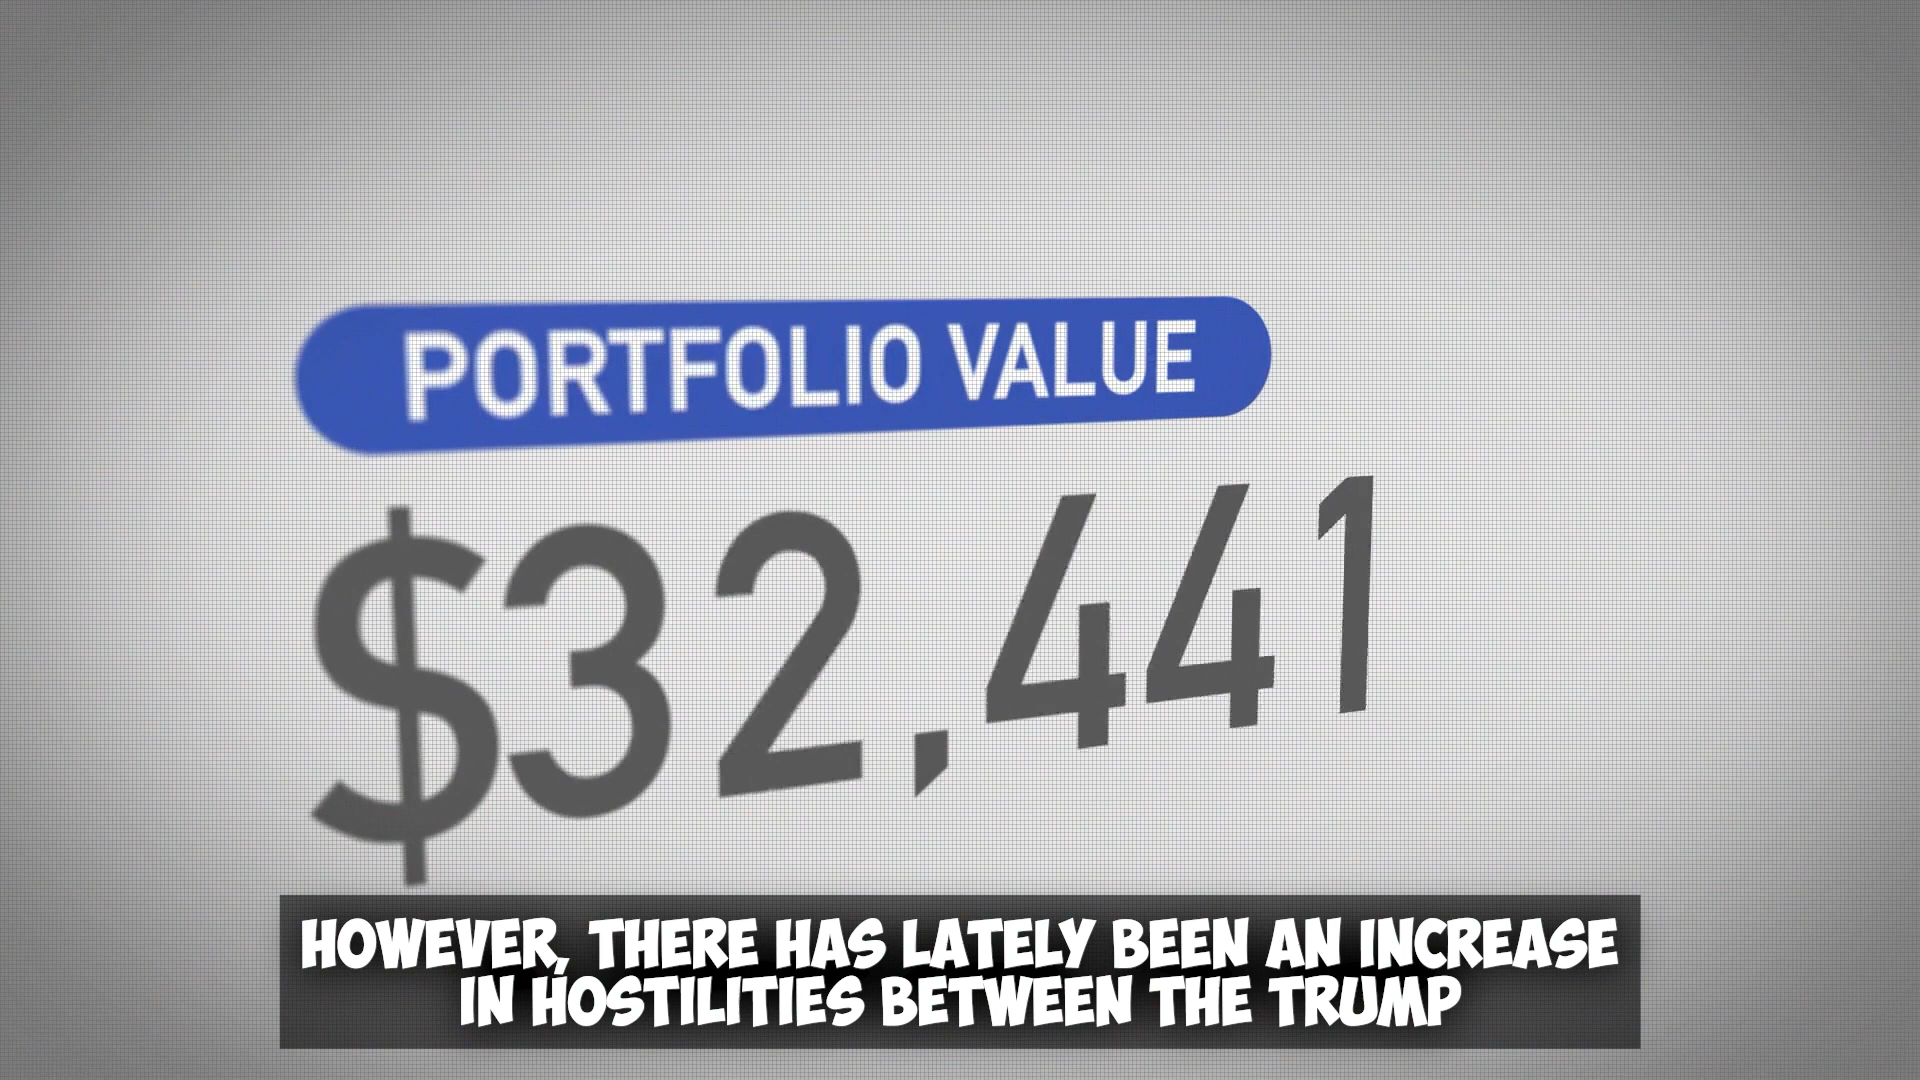 PORTFOLIO VALUE
$32,441
HOWEVER, THERE HAS LATELY BEEN AN INCREASE
IN HOSTILITIES BETWEEN THE TRUMP